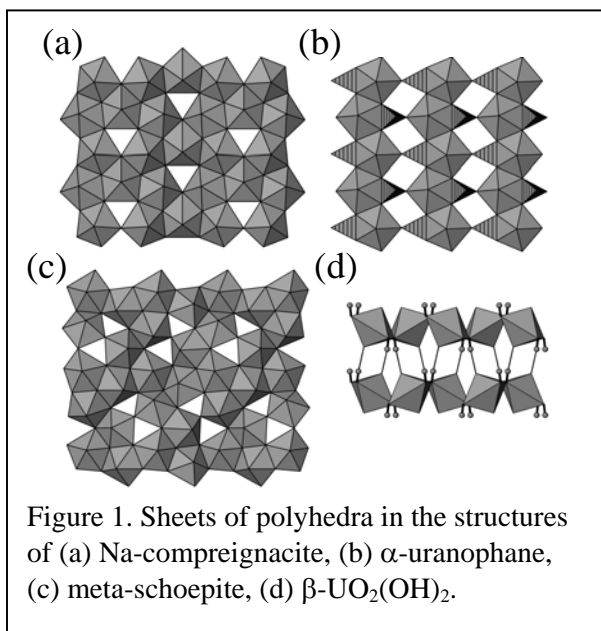 (a)
(b)
(c)
(d)
Figure 1. Sheets of polyhedra in the structures
of (a) Na-compreignacite, (b) α-uranophane,
(c) meta-schoepite, (d) β-UO₂(OH)₂.